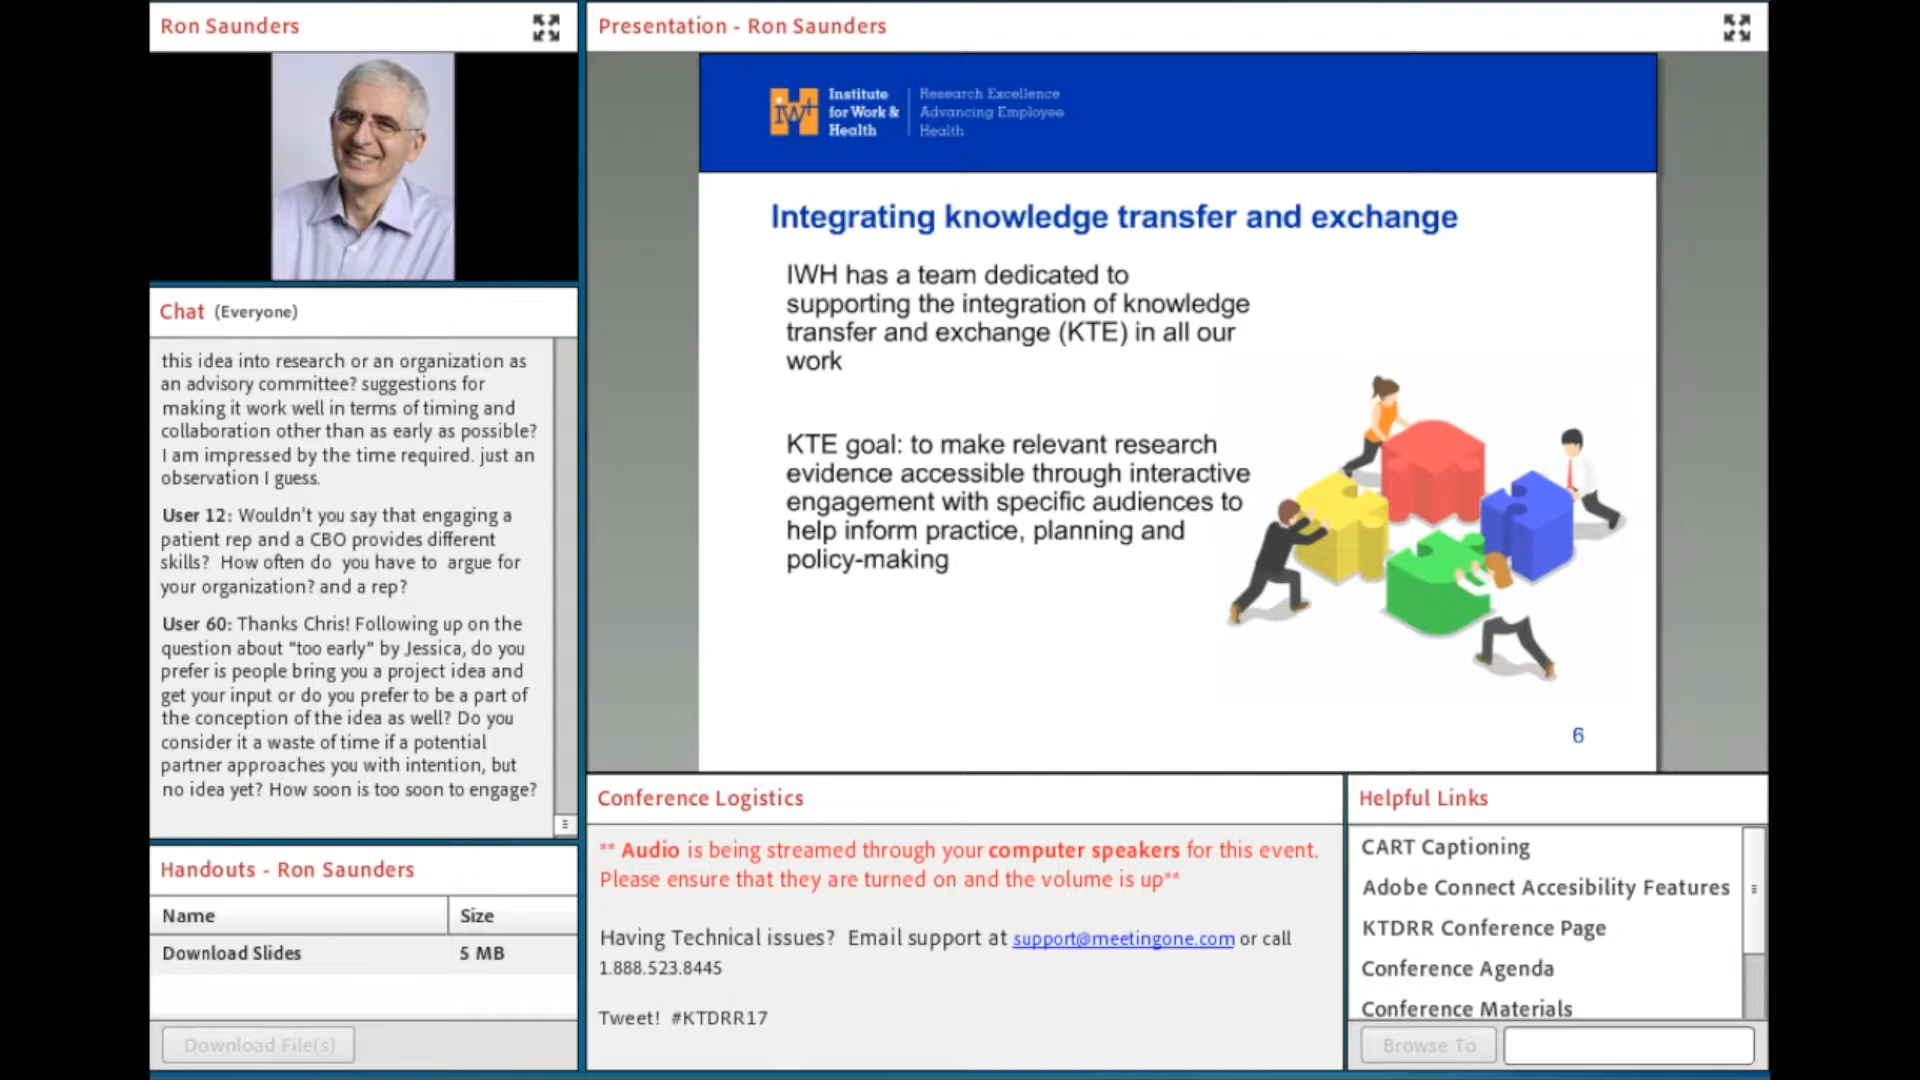 Ron Saunders
Chat (Everyone)
this idea into research or an organization as
an advisory committee? suggestions for
making it work well in terms of timing and
collaboration other than as early as possible?
I am impressed by the time required. just an
observation I guess.
User 12: Wouldn't you say that engaging a
patient rep and a CBO provides different
skills?  How often do  you have to  argue for
your organization? and a rep?
User 60: Thanks Chris! Following up on the
question about "too early" by Jessica, do you
prefer is people bring you a project idea and
get your input or do you prefer to be a part of
the conception of the idea as well? Do you
consider it a waste of time if a potential
partner approaches you with intention, but
no idea yet? How soon is too soon to engage?
Handouts - Ron Saunders
Name Size
Download Slides 5 MB
Download File(s)
Presentation - Ron Saunders
IW+H
Institute
for Work &
Health
Research Excellence
Advancing Employee
Health
Integrating knowledge transfer and exchange
IWH has a team dedicated to
supporting the integration of knowledge
transfer and exchange (KTE) in all our
work
KTE goal: to make relevant research
evidence accessible through interactive
engagement with specific audiences to
help inform practice, planning and
policy-making
6
Conference Logistics
** Audio is being streamed through your computer speakers for this event.
Please ensure that they are turned on and the volume is up**
Having Technical issues?  Email support at support@meetingone.com or call
1.888.523.8445
Tweet!  #KTDRR17
Helpful Links
CART Captioning
Adobe Connect Accesibility Features
KTDRR Conference Page
Conference Agenda
Conference Materials
Browse To